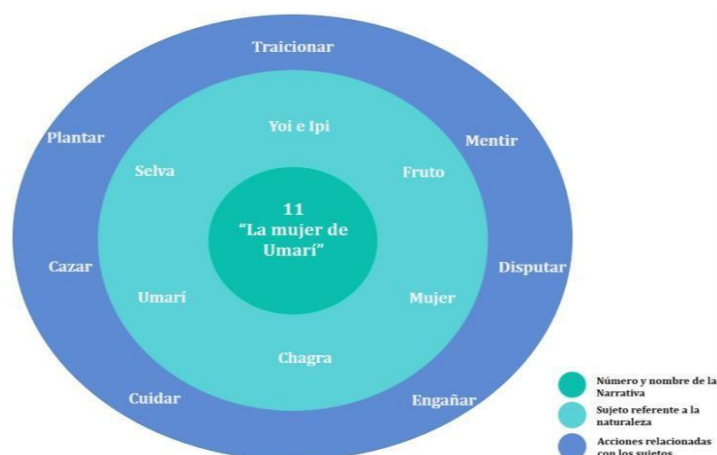 Traicionar
Plantar
Yoi e Ipi
Mentir
Selva
Fruto
11
“La mujer de
Umarí”
Cazar
Disputar
Umarí
Mujer
Chagra
Cuidar
Engañar
Número y nombre de la
Narrativa
Sujeto referente a la
naturaleza
Acciones relacionadas
con los sujetos